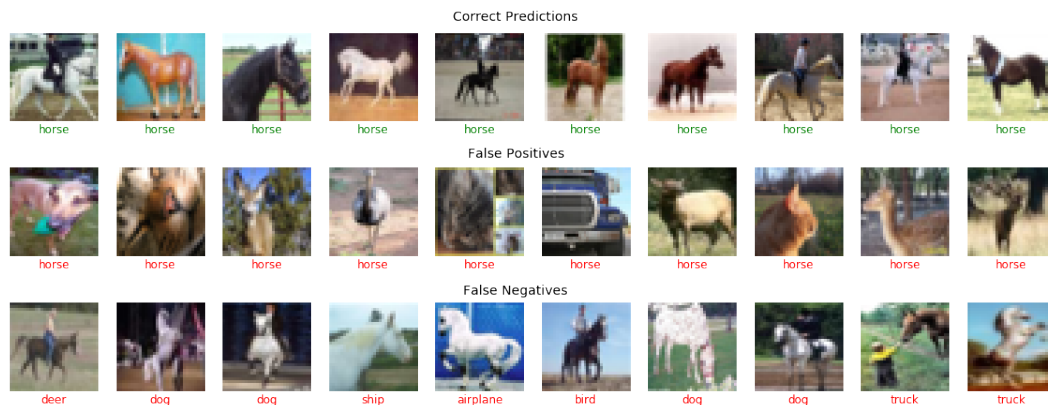 Correct Predictions
horse horse horse horse horse horse horse horse horse horse
False Positives
horse horse horse horse horse horse horse horse horse horse
False Negatives
deer dog dog ship airplane bird dog dog truck truck